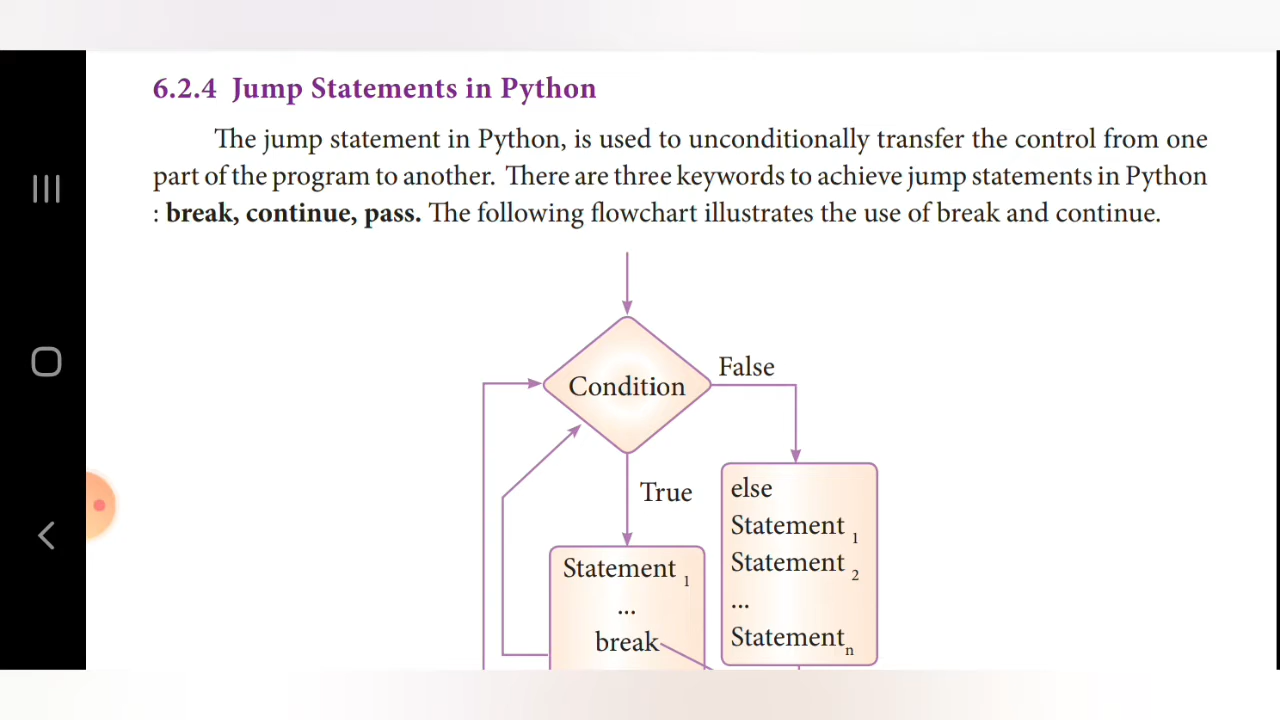 6.2.4 Jump Statements in Python
The jump statement in Python, is used to unconditionally transfer the control from one
part of the program to another. There are three keywords to achieve jump statements in Python
: break, continue, pass. The following flowchart illustrates the use of break and continue.
Condition
False
True
else
Statement 1
Statement 2
...
Statement n
Statement 1
...
break